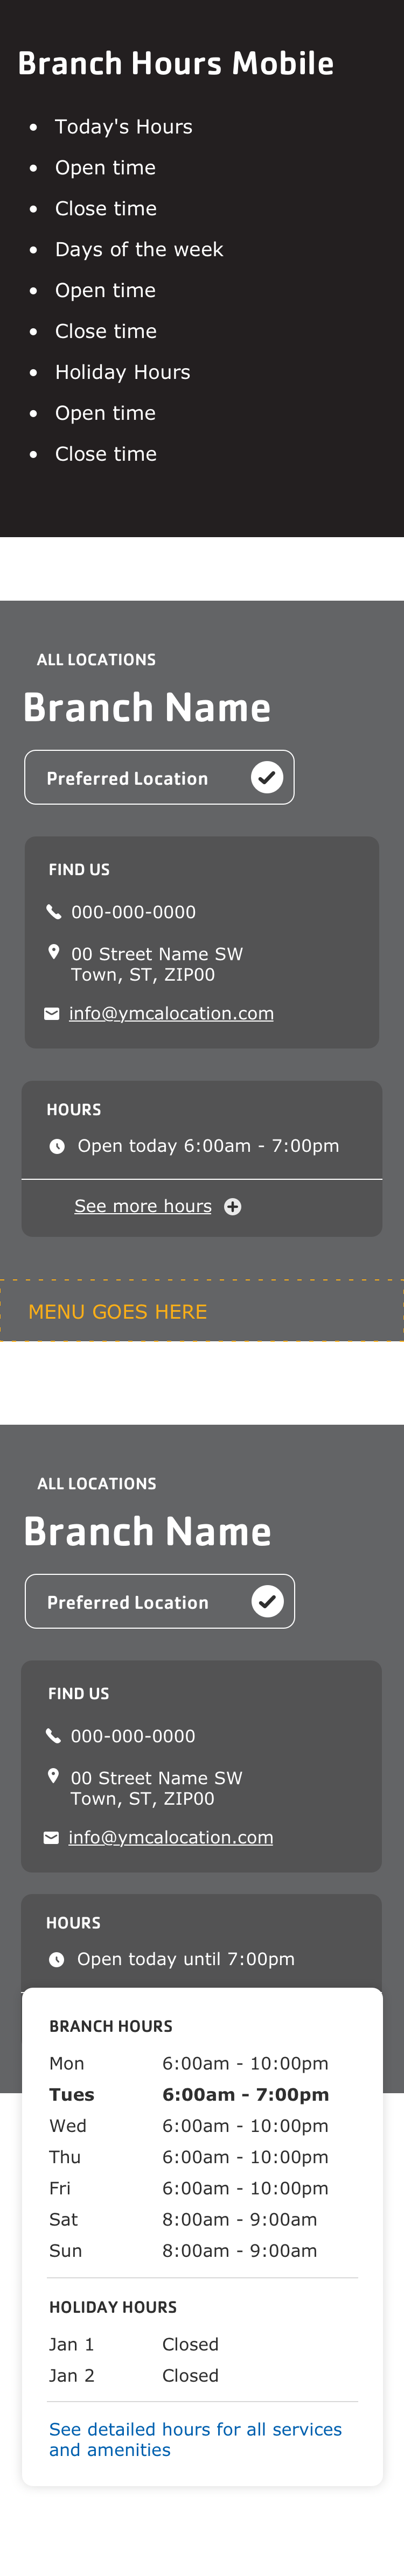 Branch Hours Mobile
• Today's Hours
• Open time
• Close time
• Days of the week
• Open time
• Close time
• Holiday Hours
• Open time
• Close time
ALL LOCATIONS
Branch Name
Preferred Location
FIND US
000-000-0000
00 Street Name SW
Town, ST, ZIP00
info@ymcalocation.com
HOURS
Open today 6:00am - 7:00pm
See more hours
MENU GOES HERE
ALL LOCATIONS
Branch Name
Preferred Location
FIND US
000-000-0000
00 Street Name SW
Town, ST, ZIP00
info@ymcalocation.com
HOURS
Open today until 7:00pm
BRANCH HOURS
Mon 6:00am - 10:00pm
Tues 6:00am - 7:00pm
Wed 6:00am - 10:00pm
Thu 6:00am - 10:00pm
Fri 6:00am - 10:00pm
Sat 8:00am - 9:00am
Sun 8:00am - 9:00am
HOLIDAY HOURS
Jan 1 Closed
Jan 2 Closed
See detailed hours for all services
and amenities